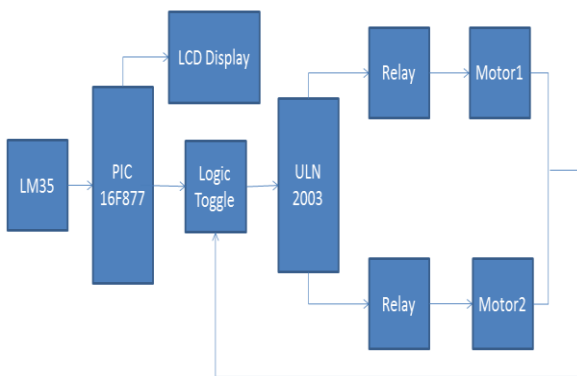 LCD Display
Relay
Motor1
LM35
PIC
16F877
Logic
Toggle
ULN
2003
Relay
Motor2